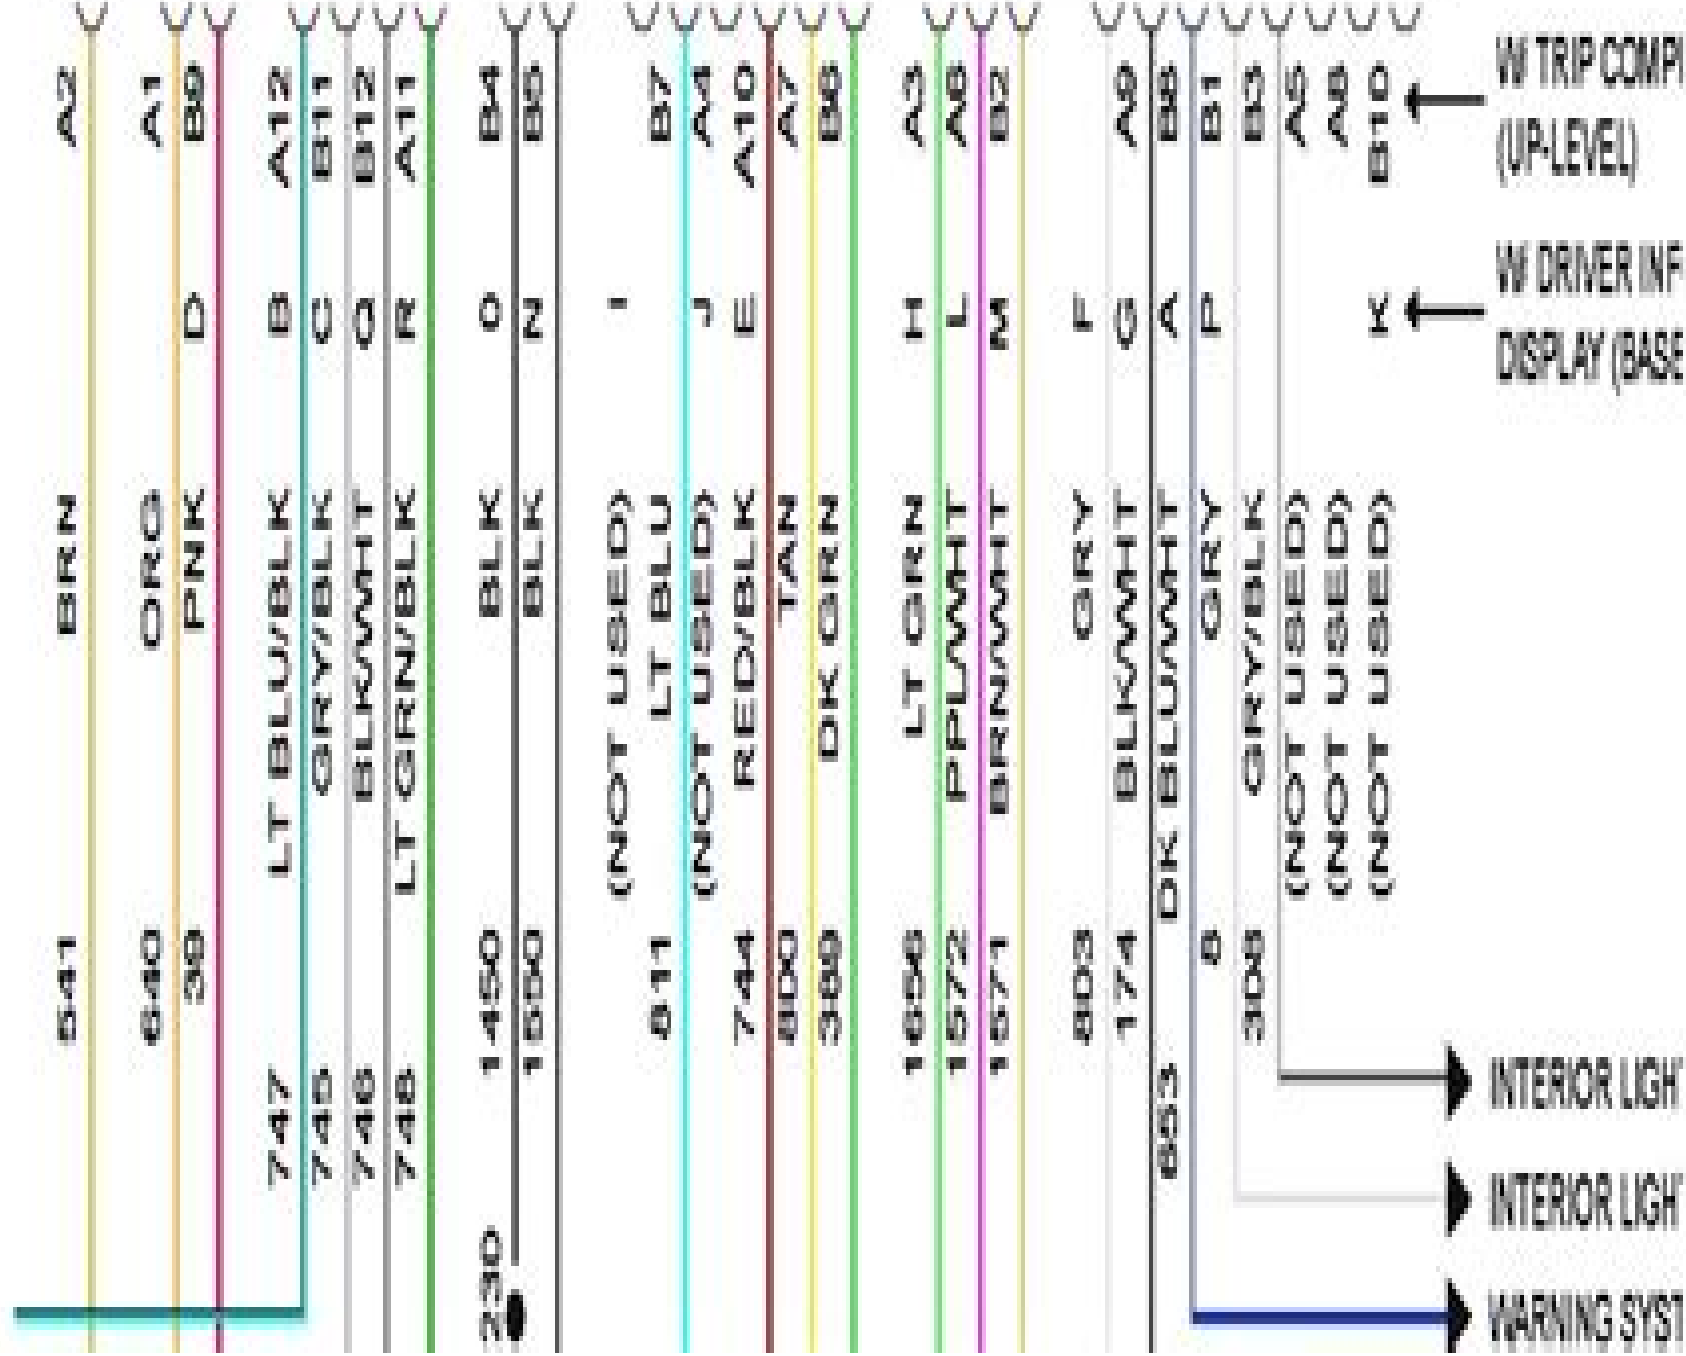 541 BRN A2
640 ORG A1
39 PNK D B9
747 LT BLU/BLK B A12
745 GRY/BLK C B11
746 BLK/WHT Q B12
748 LT GRN/BLK R A11
230 1450 BLK O B4
1550 BLK N B5
(NOT USED) I
811 LT BLU B7
(NOT USED) J A4
744 RED/BLK E A10
800 TAN A7
389 DK GRN B6
1656 LT GRN H A3
1572 PPL/WHT L A6
1571 BRN/WHT M B2
803 GRY F
174 BLK/WHT G A9
853 DK BLU/WHT A B8
8 GRY P B1
308 GRY/BLK B3
(NOT USED) A5
(NOT USED) A8
(NOT USED) K B10
W/ TRIP COMP
(UP-LEVEL)
W/ DRIVER INF
DISPLAY (BASE
INTERIOR LIGH
INTERIOR LIGH
WARNING SYST